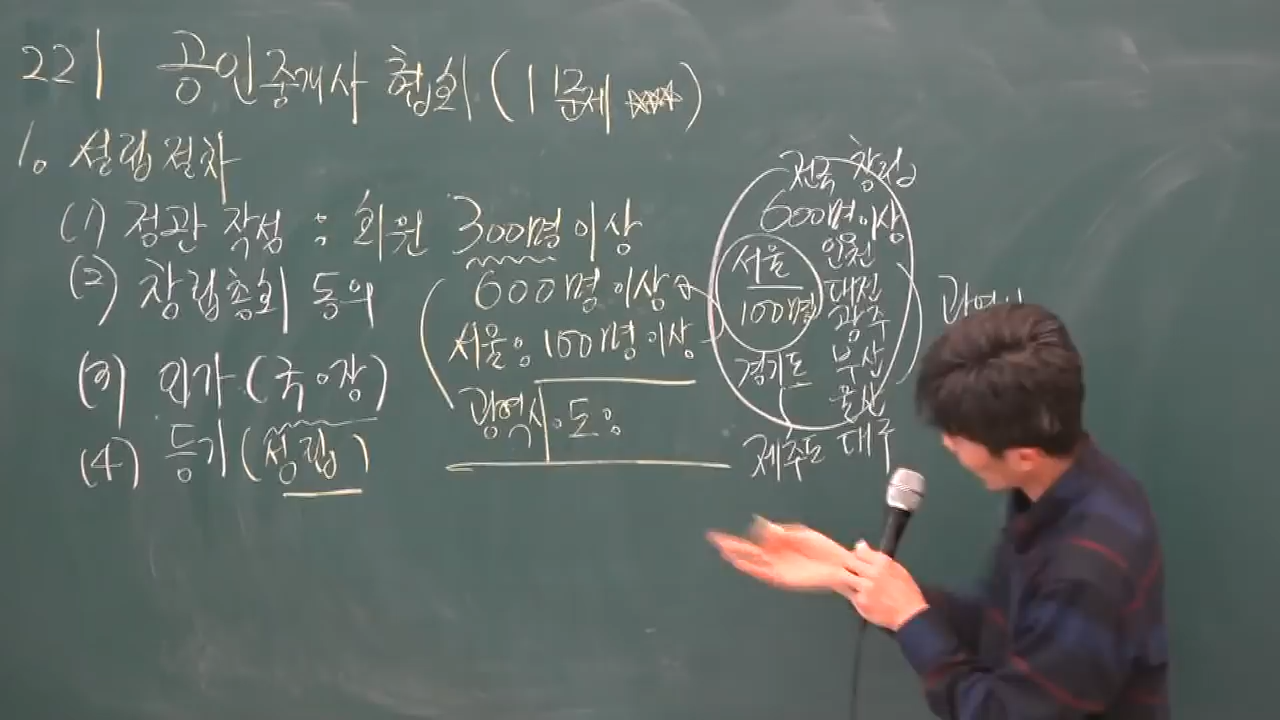 221 공인중개사 협회 (1문제 ☆☆☆)
1. 설립절차
(1) 정관 작성 : 회원 300명 이상
(2) 창립총회 동의
600명 이상
서울 : 100명 이상
광역시·도 :
(3) 인가 (국·장)
(4) 등기 (성립)
전국 창립
600명 이상
서울
100명
인천
대전
광주
경기도
부산
울산
제주도 대구